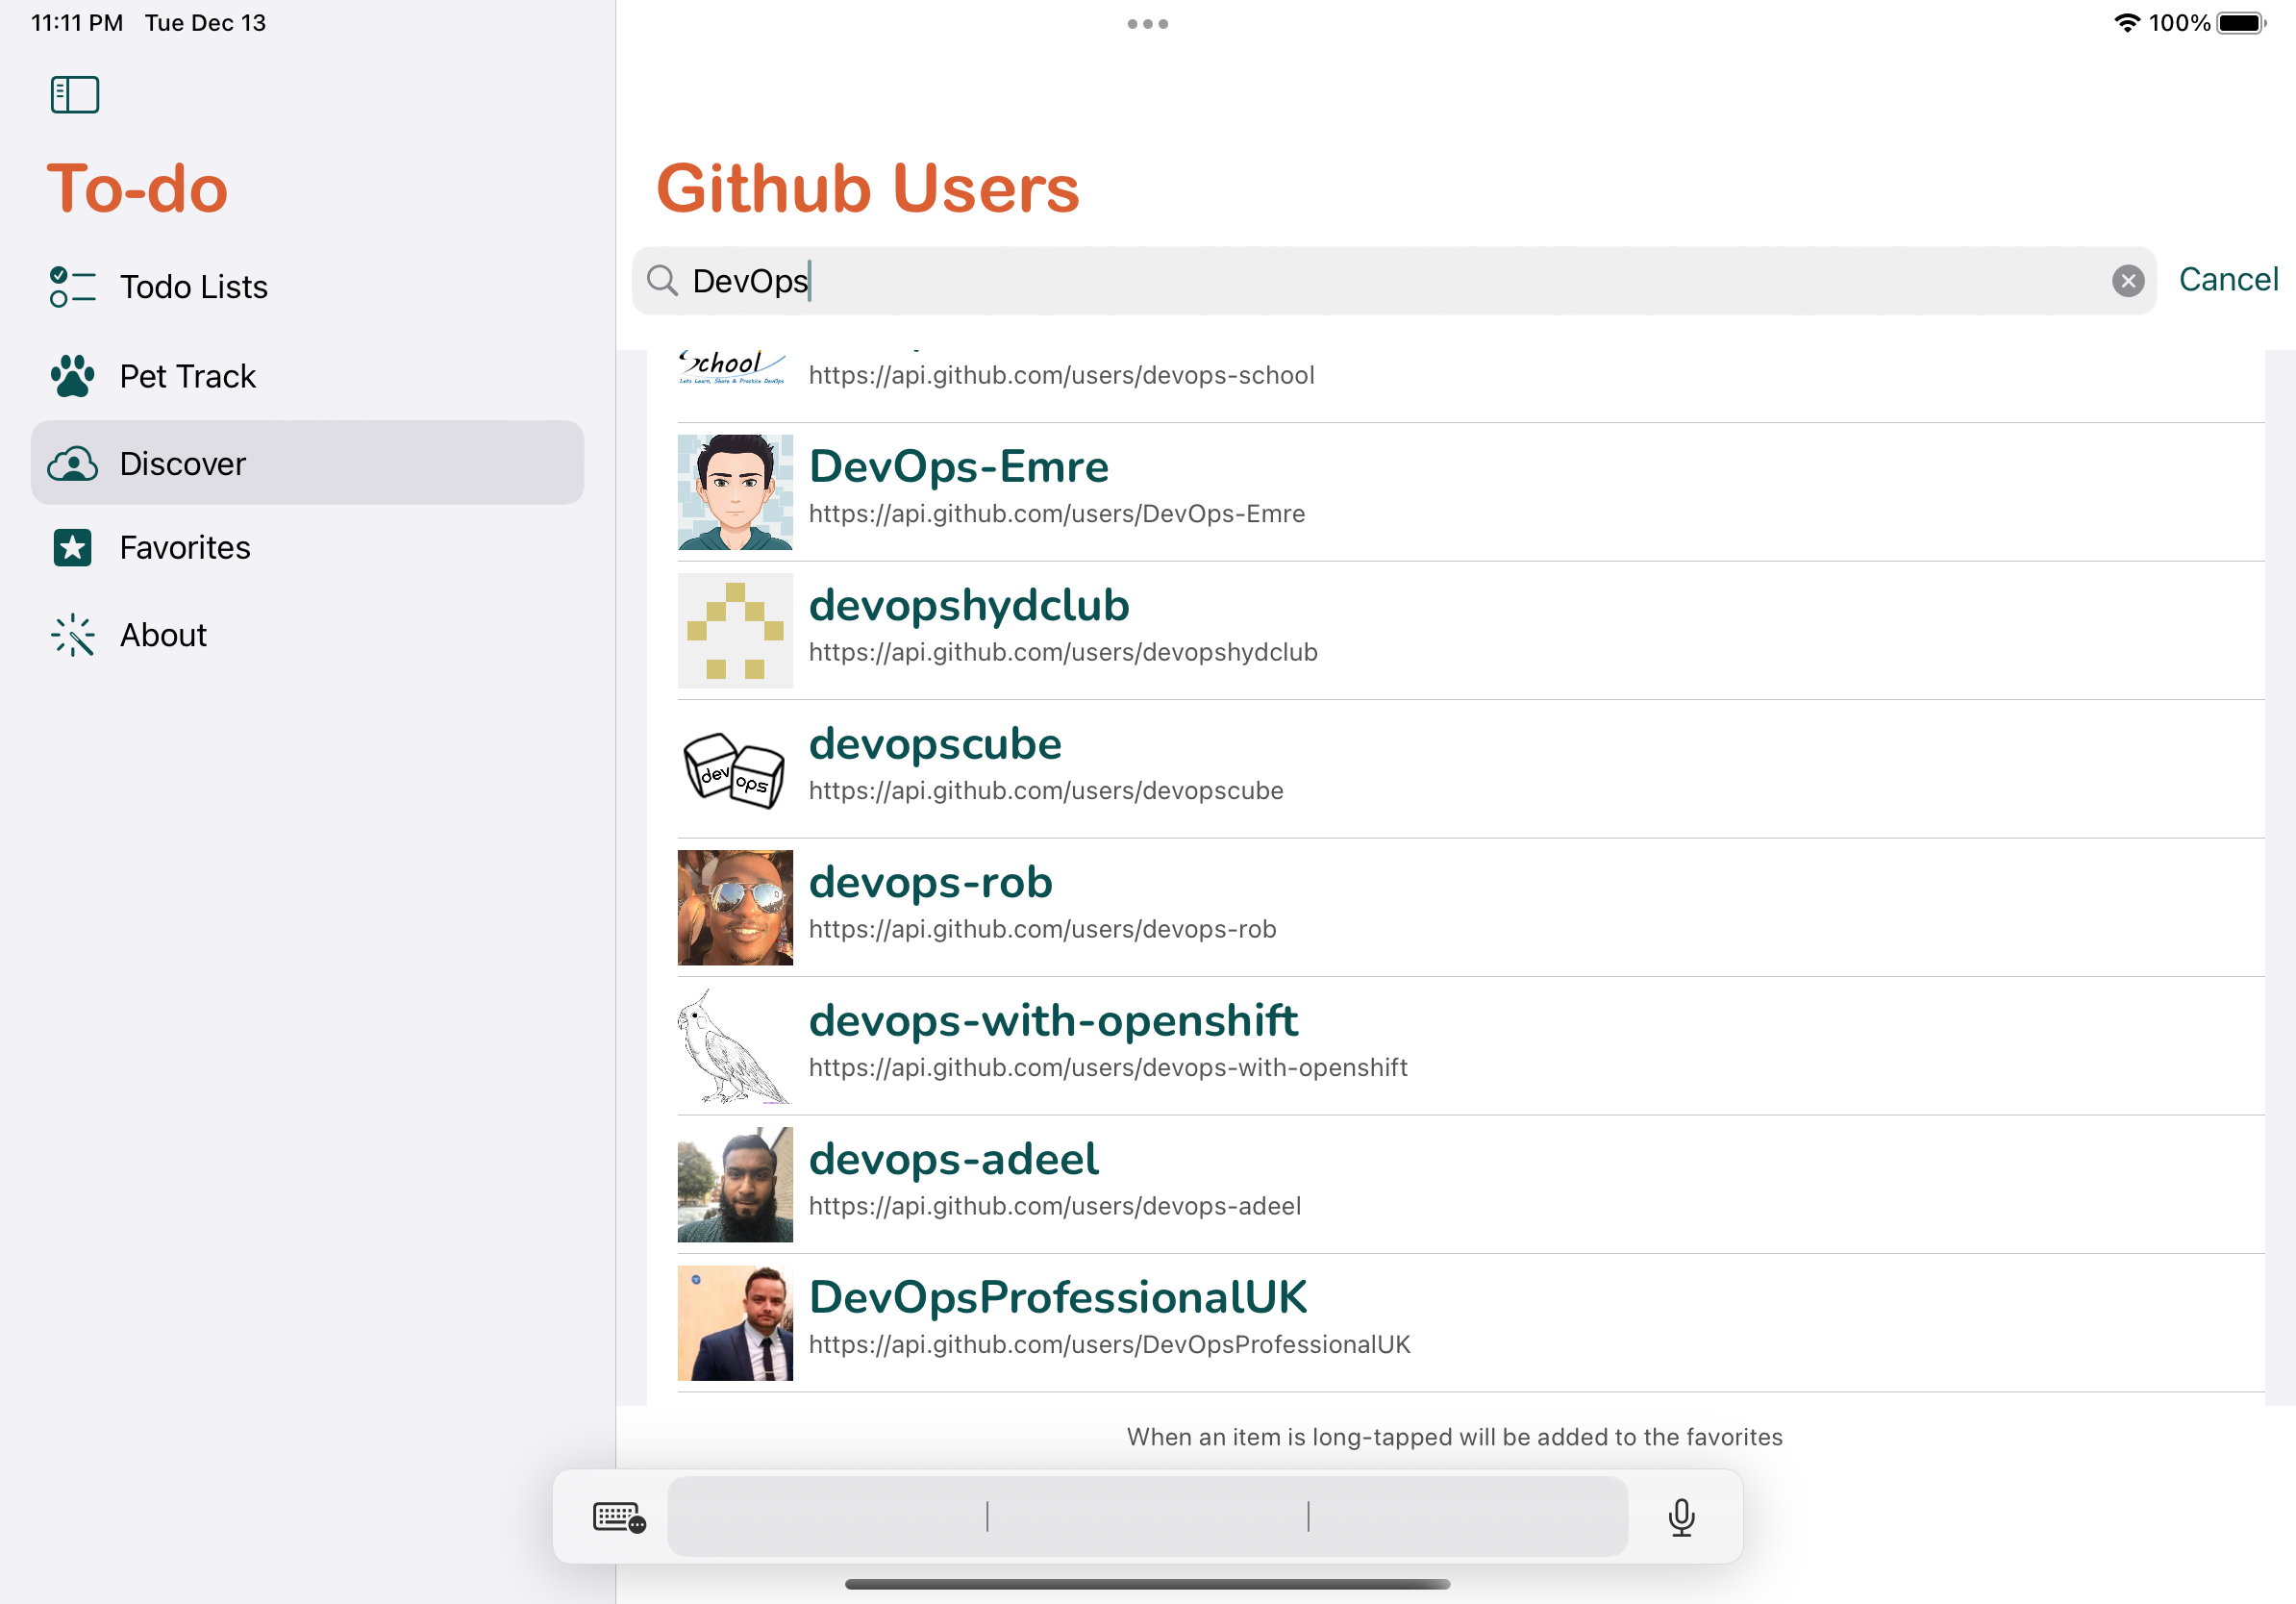 11:11 PM Tue Dec 13
100%
To-do
Todo Lists
Pet Track
Discover
Favorites
About
Github Users
DevOps
Cancel
School
Lets Learn, Share & Practice DevOps
https://api.github.com/users/devops-school
DevOps-Emre
https://api.github.com/users/DevOps-Emre
devopshydclub
https://api.github.com/users/devopshydclub
dev ops
devopscube
https://api.github.com/users/devopscube
devops-rob
https://api.github.com/users/devops-rob
devops-with-openshift
https://api.github.com/users/devops-with-openshift
devops-adeel
https://api.github.com/users/devops-adeel
DevOpsProfessionalUK
https://api.github.com/users/DevOpsProfessionalUK
When an item is long-tapped will be added to the favorites